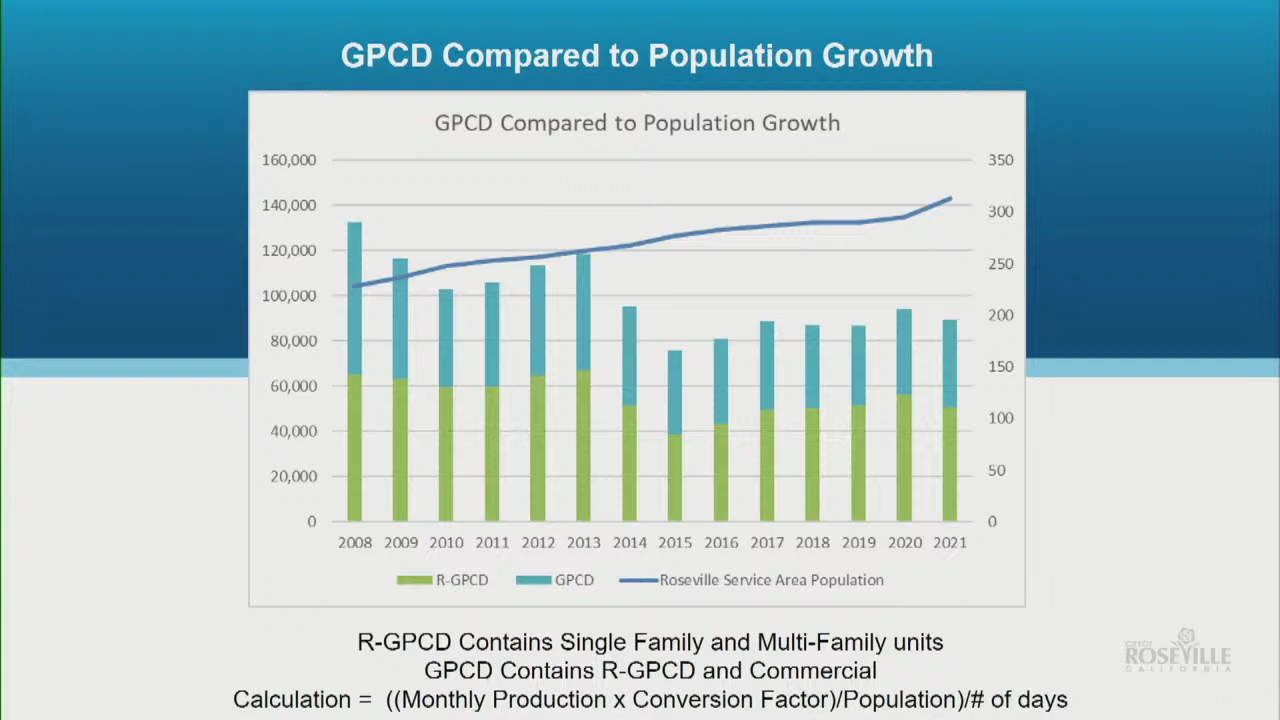 GPCD Compared to Population Growth
GPCD Compared to Population Growth
160,000
140,000
120,000
100,000
80,000
60,000
40,000
20,000
0
350
300
250
200
150
100
50
0
2008 2009 2010 2011 2012 2013 2014 2015 2016 2017 2018 2019 2020 2021
R-GPCD GPCD Roseville Service Area Population
R-GPCD Contains Single Family and Multi-Family units
GPCD Contains R-GPCD and Commercial
Calculation = ((Monthly Production x Conversion Factor)/Population)/# of days
CITY OF
ROSEVILLE
CALIFORNIA